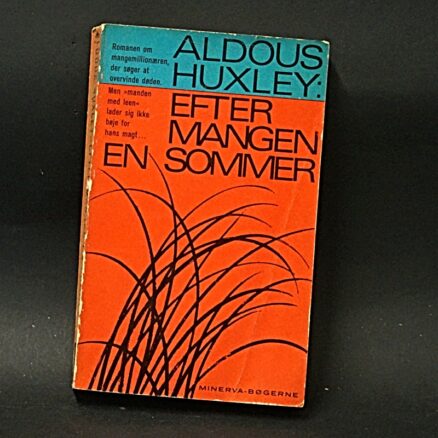 Romanen om
mangemillionæren,
der søger at
overvinde døden.
ALDOUS
HUXLEY:
Men »manden
med leen«
lader sig ikke
bøje for
hans magt...
EFTER
MANGEN
EN SOMMER
MINERVA-BØGERNE